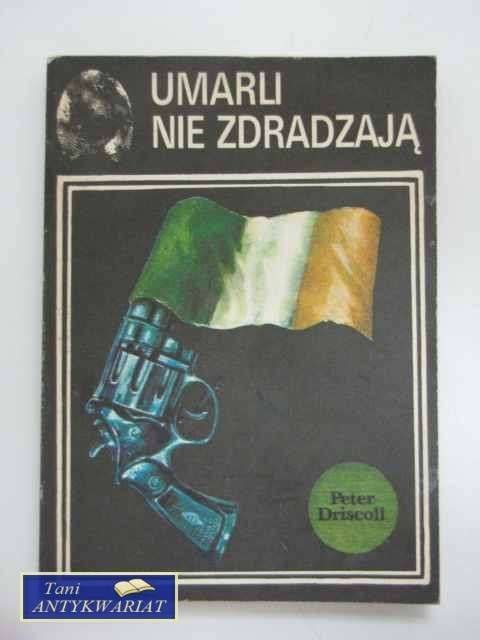 UMARLI
NIE ZDRADZAJĄ
Peter
Driscoll
Tani
ANTYKWARIAT